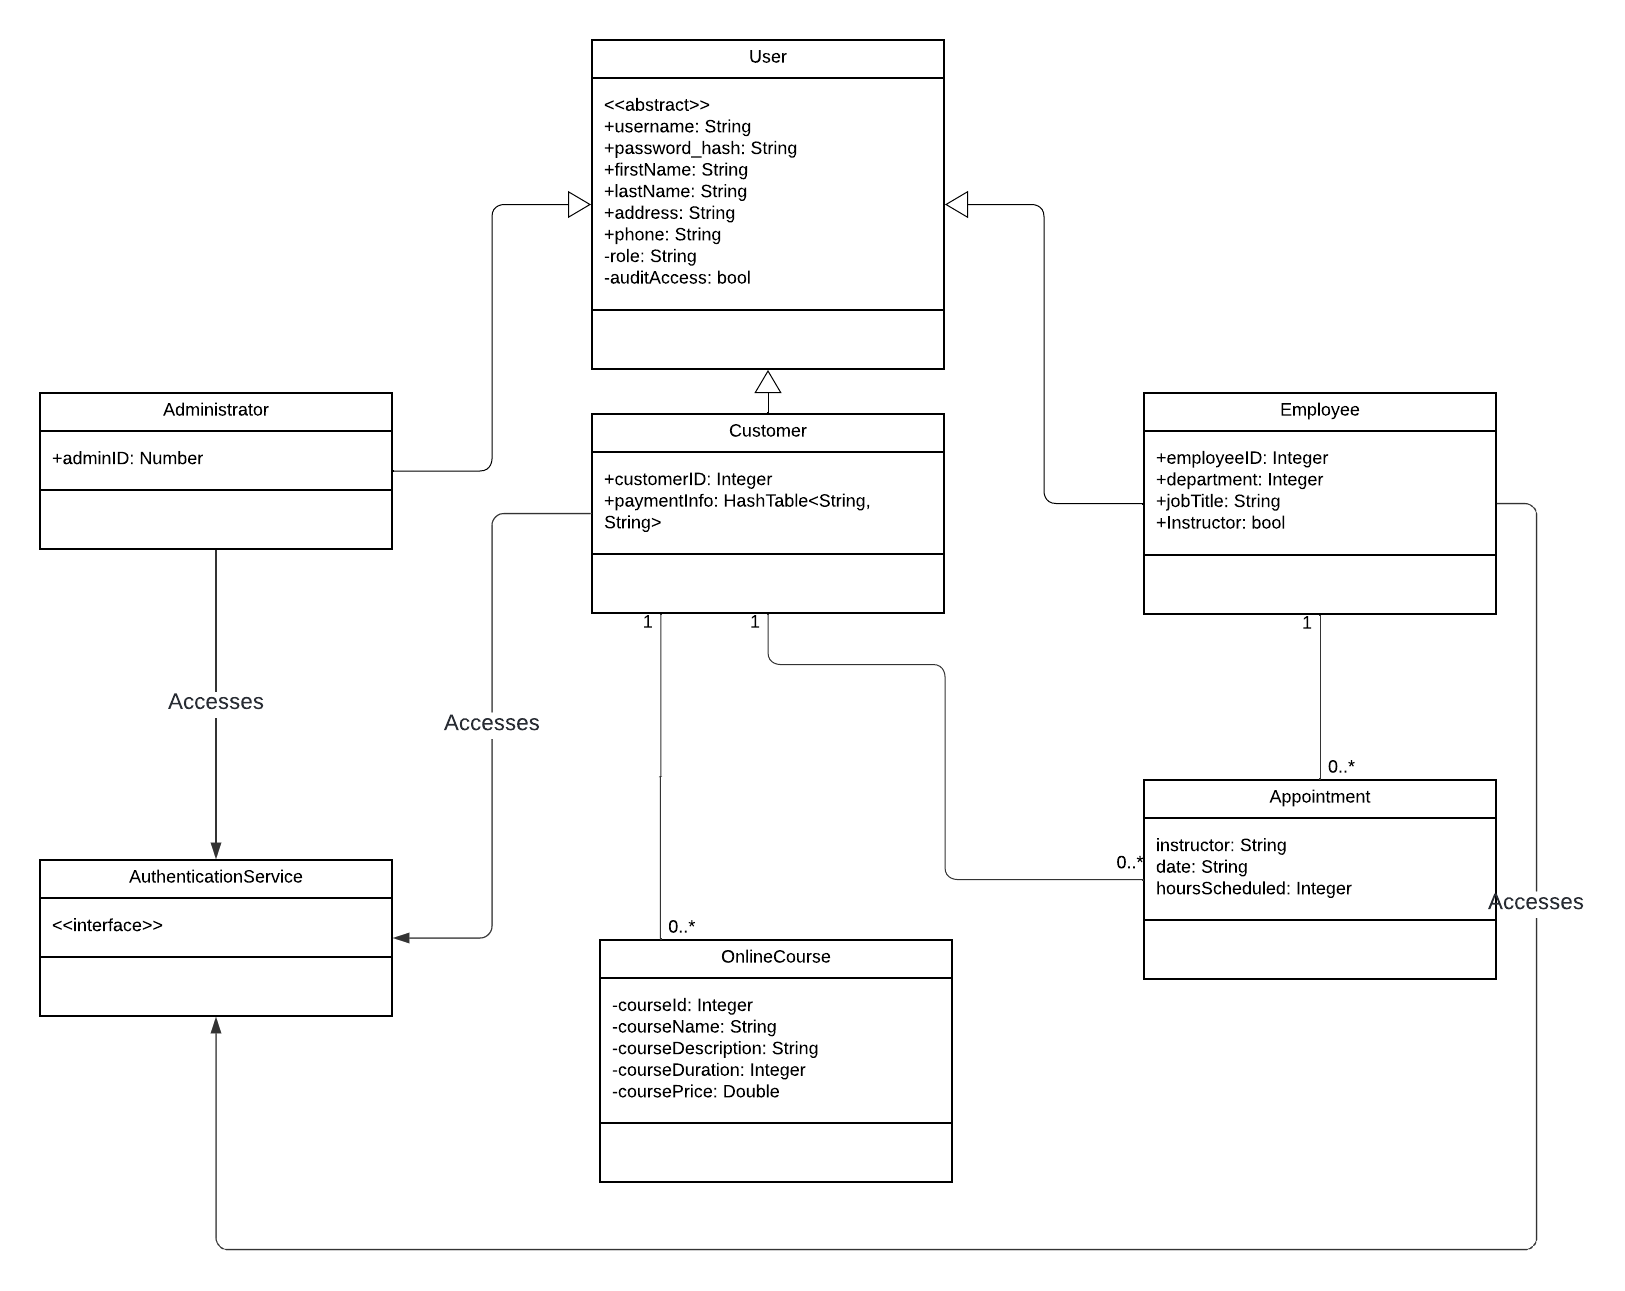 User
<<abstract>>
+username: String
+password_hash: String
+firstName: String
+lastName: String
+address: String
+phone: String
-role: String
-auditAccess: bool
Administrator
+adminID: Number
Customer
+customerID: Integer
+paymentInfo: HashTable<String,
String>
Employee
+employeeID: Integer
+department: Integer
+jobTitle: String
+Instructor: bool
1
1
1
Accesses
Accesses
0..*
Appointment
instructor: String
date: String
hoursScheduled: Integer
0..*
Accesses
AuthenticationService
<<interface>>
0..*
OnlineCourse
-courseId: Integer
-courseName: String
-courseDescription: String
-courseDuration: Integer
-coursePrice: Double